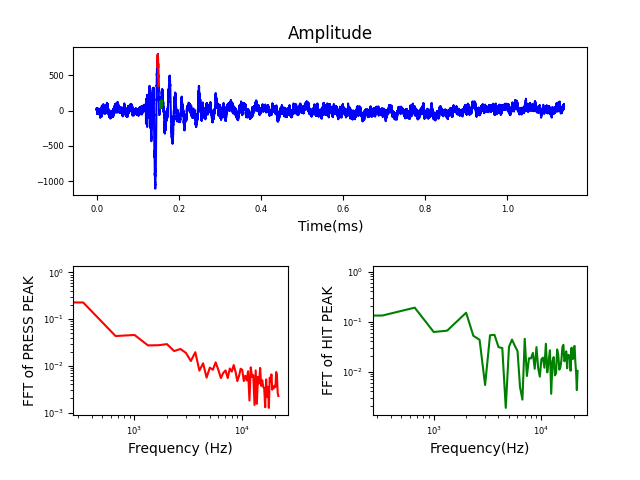 Amplitude
500
0
−500
−1000
0.0 0.2 0.4 0.6 0.8 1.0
Time(ms)
FFT of PRESS PEAK
10⁰
10⁻¹
10⁻²
10⁻³
10³ 10⁴
Frequency (Hz)
FFT of HIT PEAK
10⁰
10⁻¹
10⁻²
10³ 10⁴
Frequency(Hz)